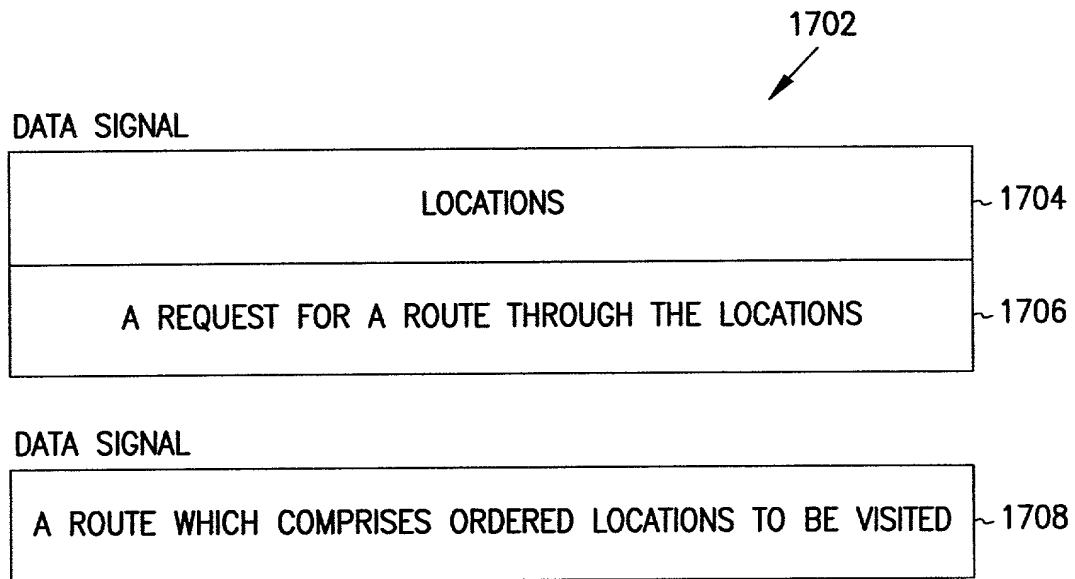 1702
DATA SIGNAL
LOCATIONS
1704
A REQUEST FOR A ROUTE THROUGH THE LOCATIONS
1706
DATA SIGNAL
A ROUTE WHICH COMPRISES ORDERED LOCATIONS TO BE VISITED
1708